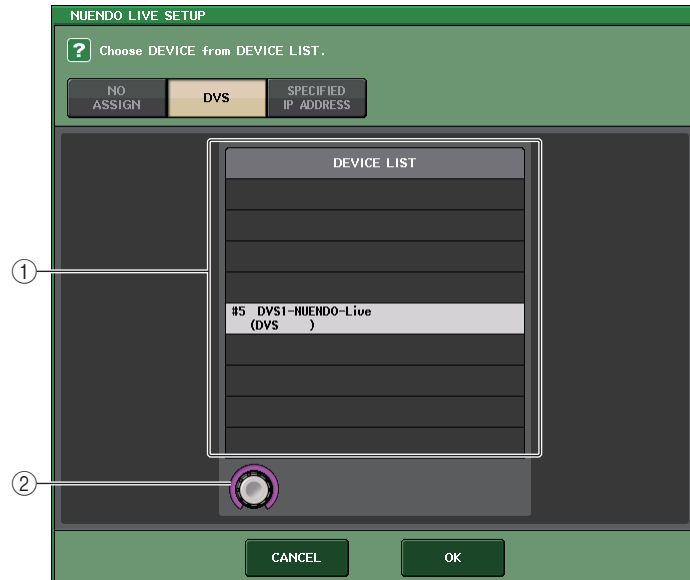 NUENDO LIVE SETUP
? Choose DEVICE from DEVICE LIST.
NO ASSIGN
DVS
SPECIFIED IP ADDRESS
DEVICE LIST
#5 DVS1-NUENDO-Live
(DVS )
①
②
CANCEL
OK